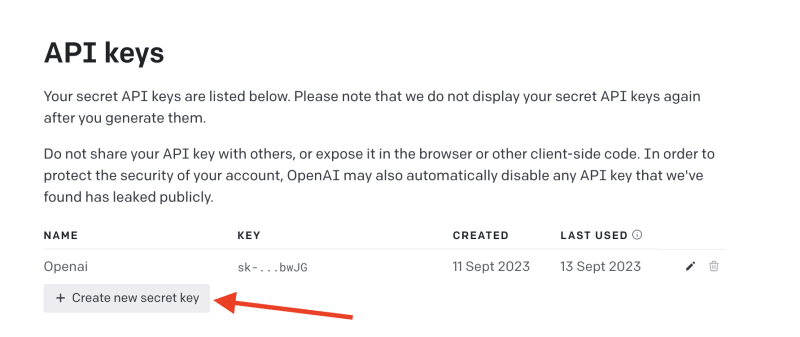 API keys
Your secret API keys are listed below. Please note that we do not display your secret API keys again
after you generate them.
Do not share your API key with others, or expose it in the browser or other client-side code. In order to
protect the security of your account, OpenAI may also automatically disable any API key that we've
found has leaked publicly.
NAME KEY CREATED LAST USED
Openai sk-...bwJG 11 Sept 2023 13 Sept 2023
+ Create new secret key